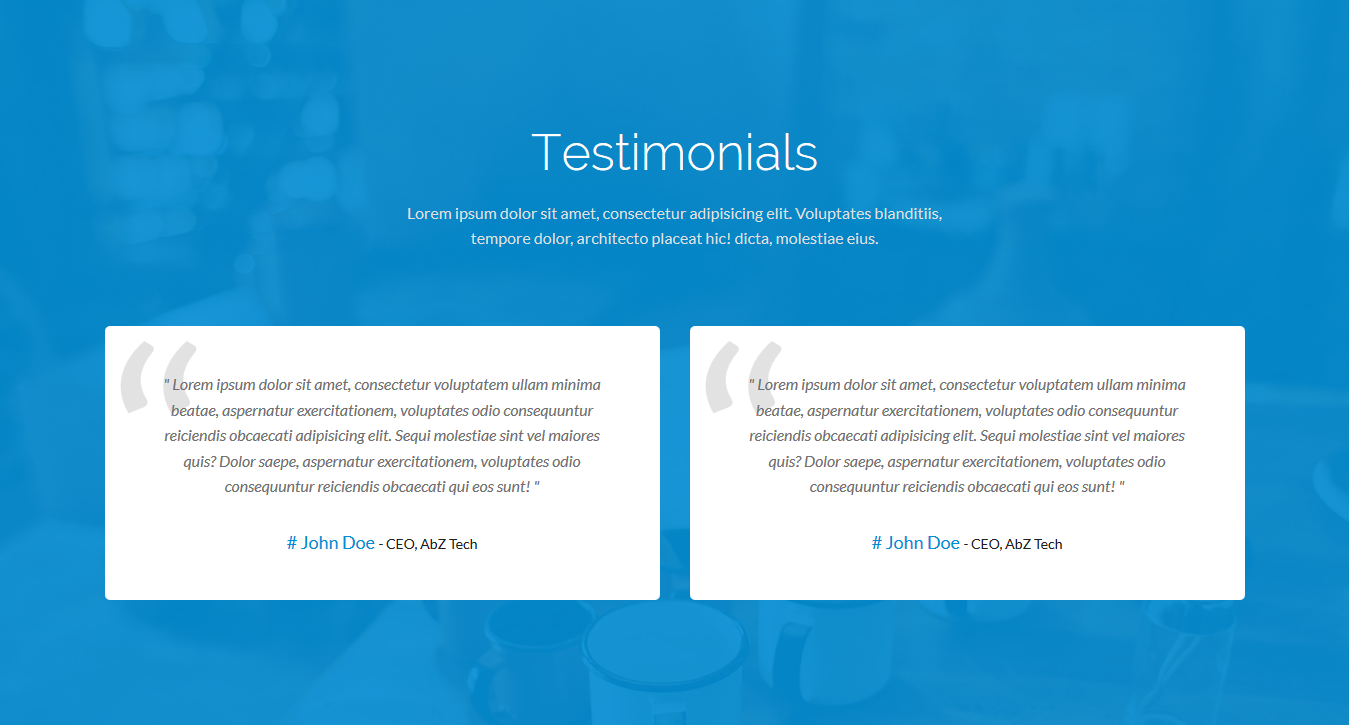 Testimonials
Lorem ipsum dolor sit amet, consectetur adipisicing elit. Voluptates blanditiis,
tempore dolor, architecto placeat hic! dicta, molestiae eius.
" Lorem ipsum dolor sit amet, consectetur voluptatem ullam minima
beatae, aspernatur exercitationem, voluptates odio consequuntur
reiciendis obcaecati adipisicing elit. Sequi molestiae sint vel maiores
quis? Dolor saepe, aspernatur exercitationem, voluptates odio
consequuntur reiciendis obcaecati qui eos sunt! "
# John Doe - CEO, AbZ Tech
" Lorem ipsum dolor sit amet, consectetur voluptatem ullam minima
beatae, aspernatur exercitationem, voluptates odio consequuntur
reiciendis obcaecati adipisicing elit. Sequi molestiae sint vel maiores
quis? Dolor saepe, aspernatur exercitationem, voluptates odio
consequuntur reiciendis obcaecati qui eos sunt! "
# John Doe - CEO, AbZ Tech